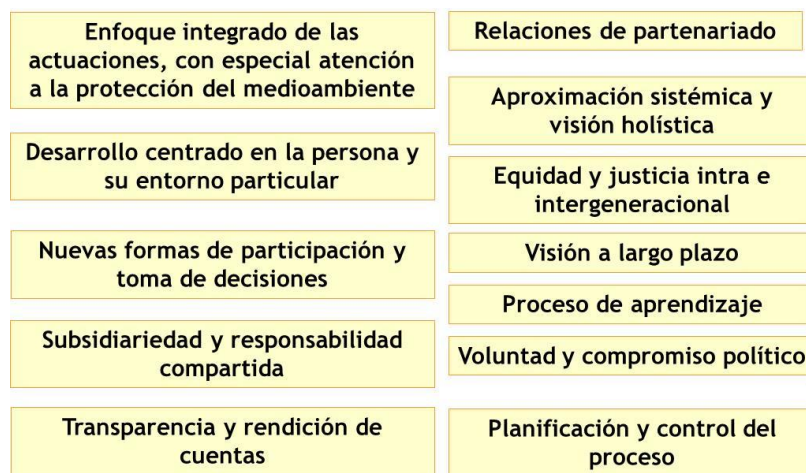 Enfoque integrado de las
actuaciones, con especial atención
a la protección del medioambiente
Desarrollo centrado en la persona y
su entorno particular
Nuevas formas de participación y
toma de decisiones
Subsidiariedad y responsabilidad
compartida
Transparencia y rendición de
cuentas
Relaciones de partenariado
Aproximación sistémica y
visión holística
Equidad y justicia intra e
intergeneracional
Visión a largo plazo
Proceso de aprendizaje
Voluntad y compromiso político
Planificación y control del
proceso